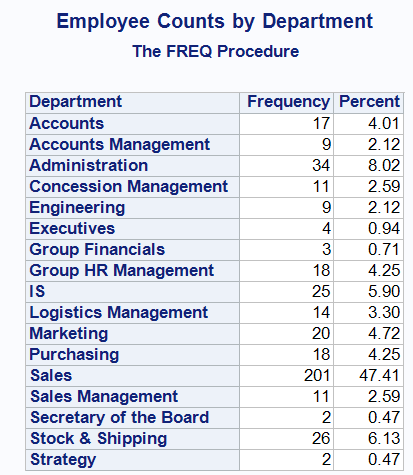 Employee Counts by Department
The FREQ Procedure
Department Frequency Percent
Accounts 17 4.01
Accounts Management 9 2.12
Administration 34 8.02
Concession Management 11 2.59
Engineering 9 2.12
Executives 4 0.94
Group Financials 3 0.71
Group HR Management 18 4.25
IS 25 5.90
Logistics Management 14 3.30
Marketing 20 4.72
Purchasing 18 4.25
Sales 201 47.41
Sales Management 11 2.59
Secretary of the Board 2 0.47
Stock & Shipping 26 6.13
Strategy 2 0.47